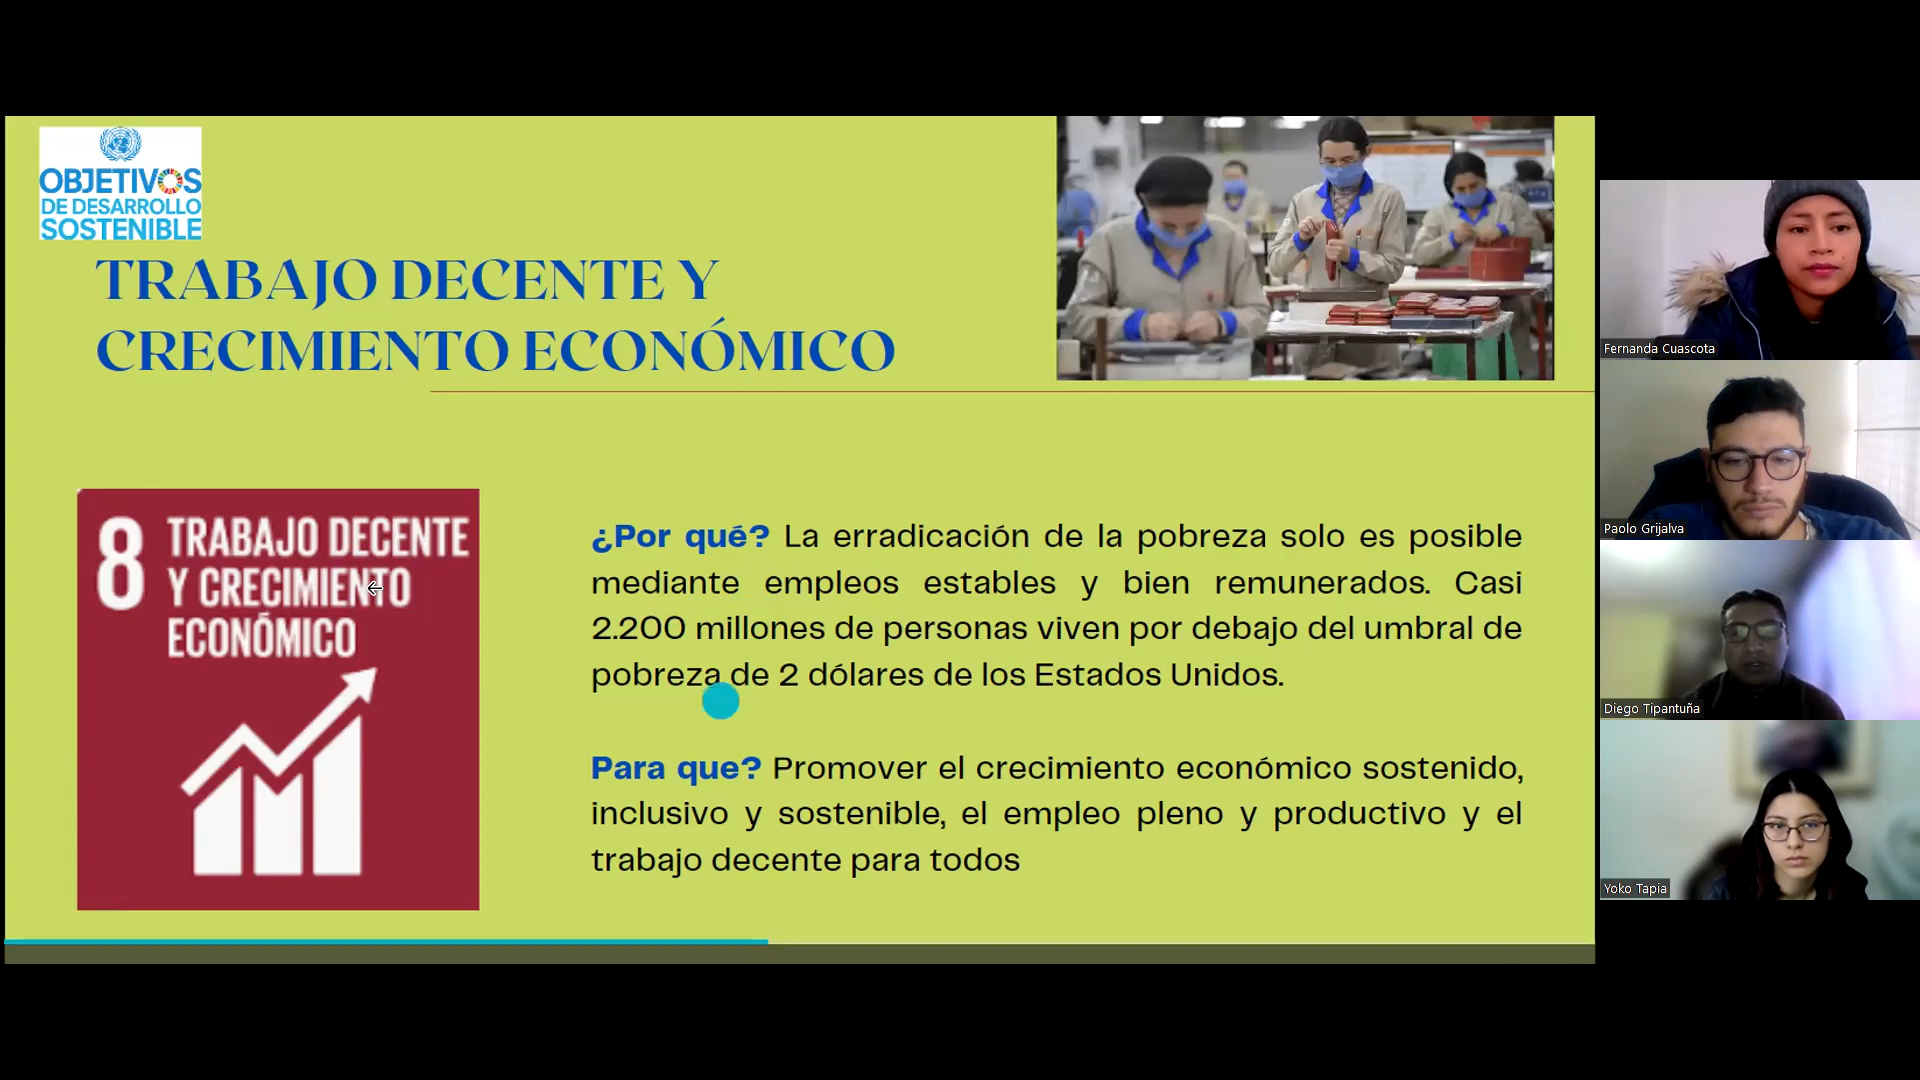 OBJETIVOS
DE DESARROLLO
SOSTENIBLE
TRABAJO DECENTE Y
CRECIMIENTO ECONÓMICO
8 TRABAJO DECENTE
Y CRECIMIENTO
ECONÓMICO
¿Por qué? La erradicación de la pobreza solo es posible
mediante empleos estables y bien remunerados. Casi
2.200 millones de personas viven por debajo del umbral de
pobreza de 2 dólares de los Estados Unidos.
Para que? Promover el crecimiento económico sostenido,
inclusivo y sostenible, el empleo pleno y productivo y el
trabajo decente para todos
Fernanda Cuascota
Paolo Grijalva
Diego Tipantuña
Yoko Tapia